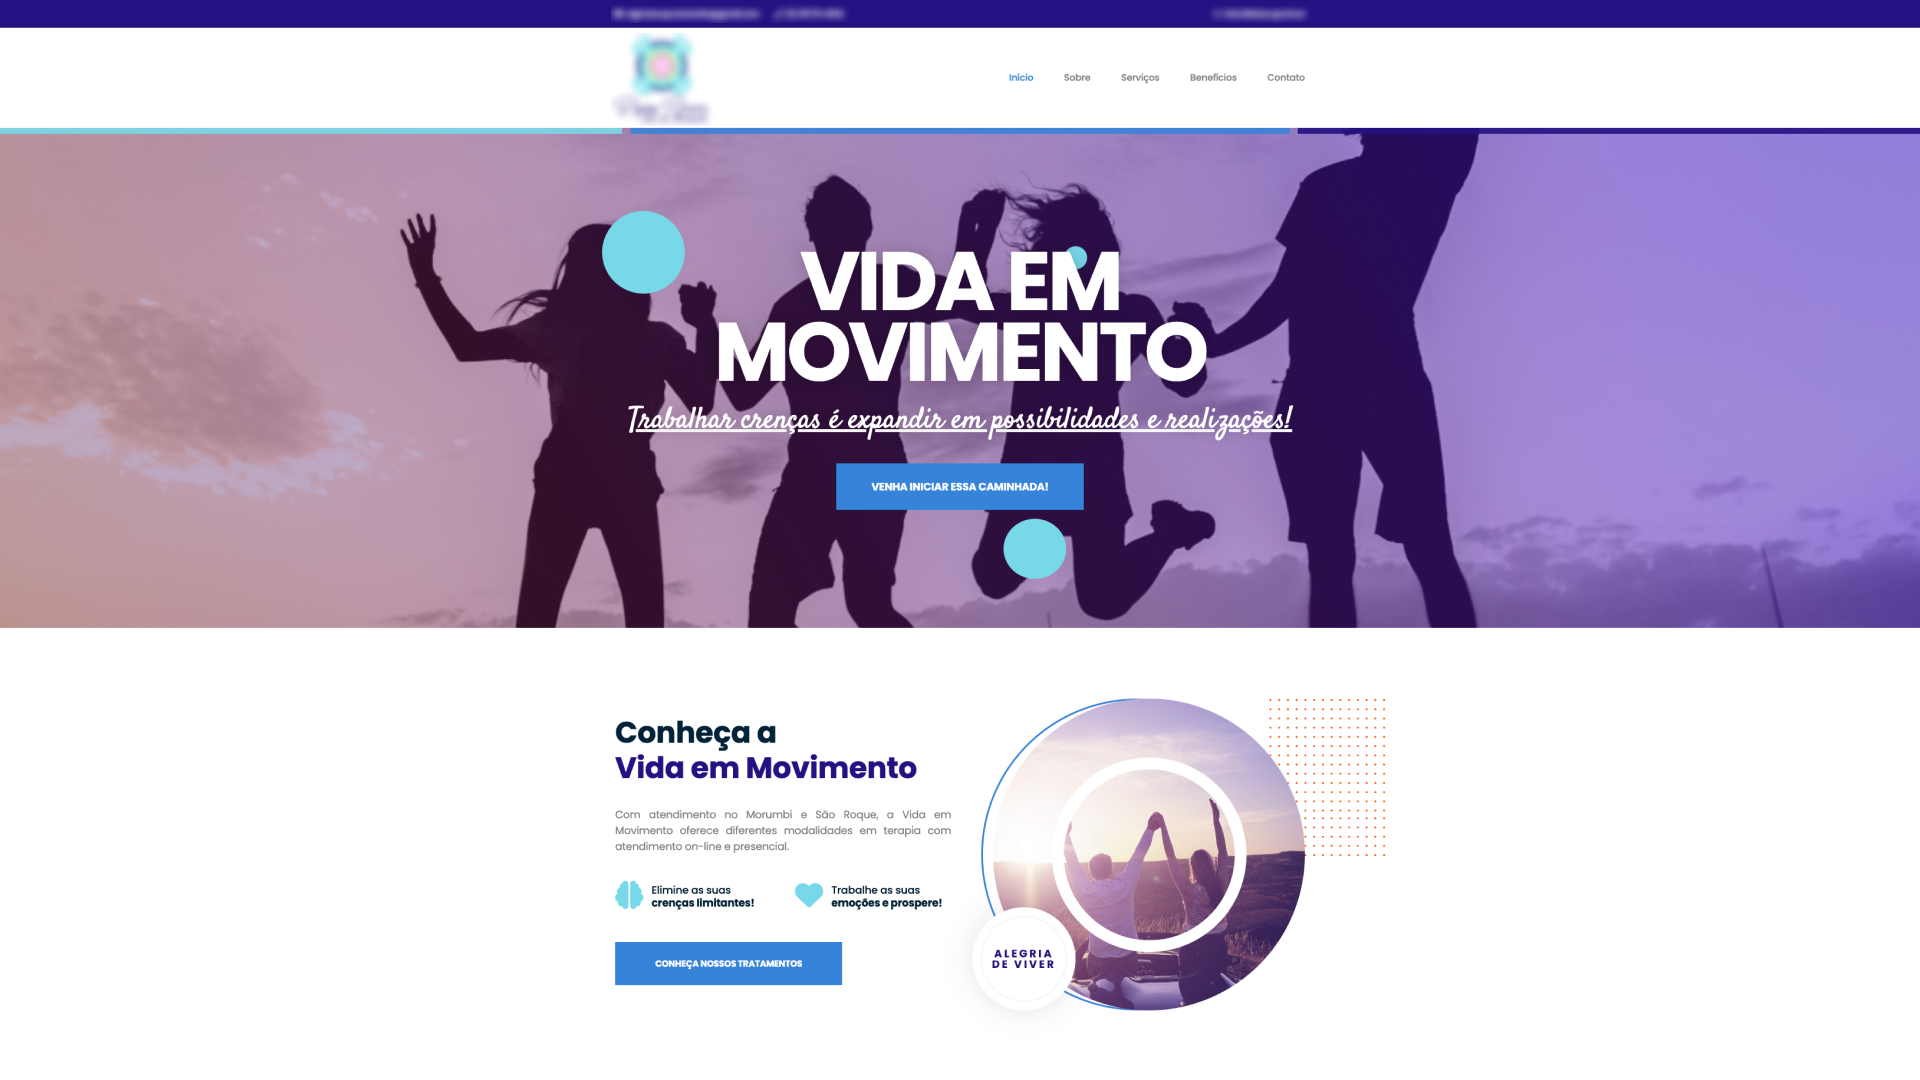 Início
Sobre
Serviços
Benefícios
Contato
VIDA EM
MOVIMENTO
Trabalhar crenças é expandir em possibilidades e realizações!
VENHA INICIAR ESSA CAMINHADA!
Conheça a
Vida em Movimento
Com atendimento no Morumbi e São Roque, a Vida em
Movimento oferece diferentes modalidades em terapia com
atendimento on-line e presencial.
Elimine as suas
crenças limitantes!
Trabalhe as suas
emoções e prospere!
CONHEÇA NOSSOS TRATAMENTOS
ALEGRIA
DE VIVER